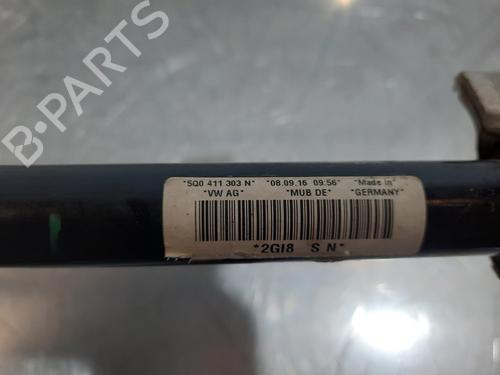 B-PARTS
*5Q0 411 303 N* *08.09.16 09:56* *Made in*
*VW AG* *MUB DE* *GERMANY*
*2GI8 S N*